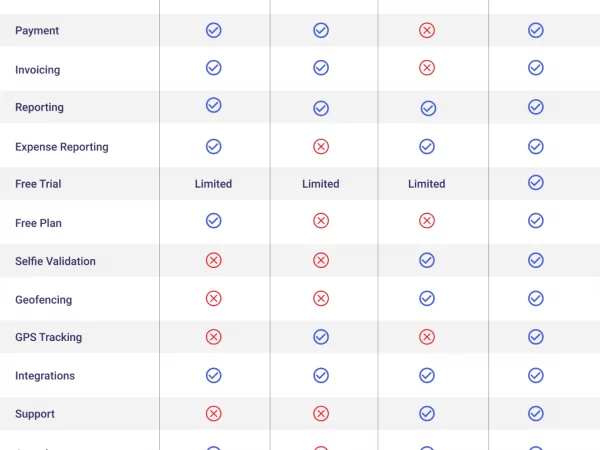 Payment
Invoicing
Reporting
Expense Reporting
Free Trial Limited Limited Limited
Free Plan
Selfie Validation
Geofencing
GPS Tracking
Integrations
Support